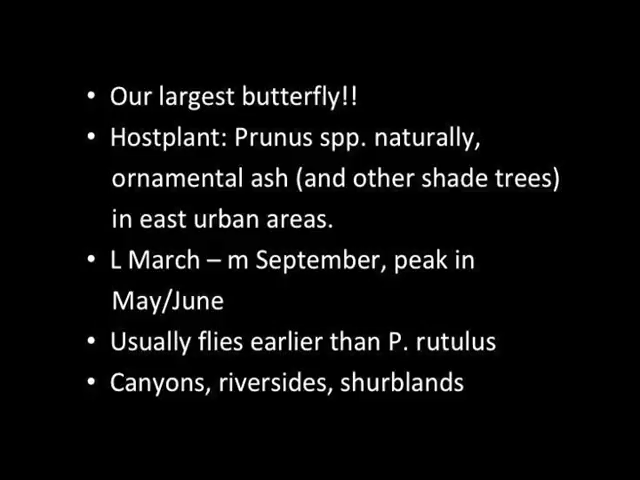 • Our largest butterfly!!
• Hostplant: Prunus spp. naturally,
ornamental ash (and other shade trees)
in east urban areas.
• L March – m September, peak in
May/June
• Usually flies earlier than P. rutulus
• Canyons, riversides, shurblands